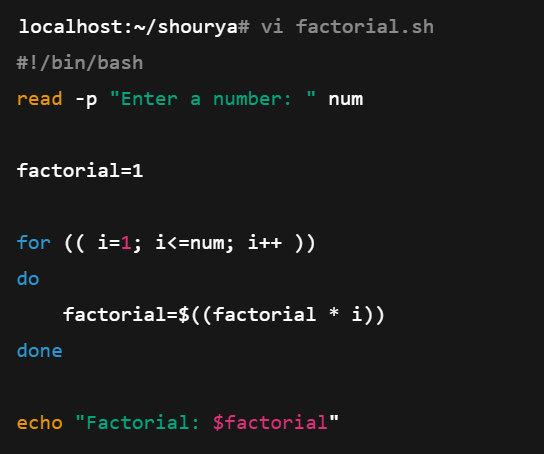 localhost:~/shourya# vi factorial.sh
#!/bin/bash
read -p "Enter a number: " num
factorial=1
for (( i=1; i<=num; i++ ))
do
    factorial=$((factorial * i))
done
echo "Factorial: $factorial"